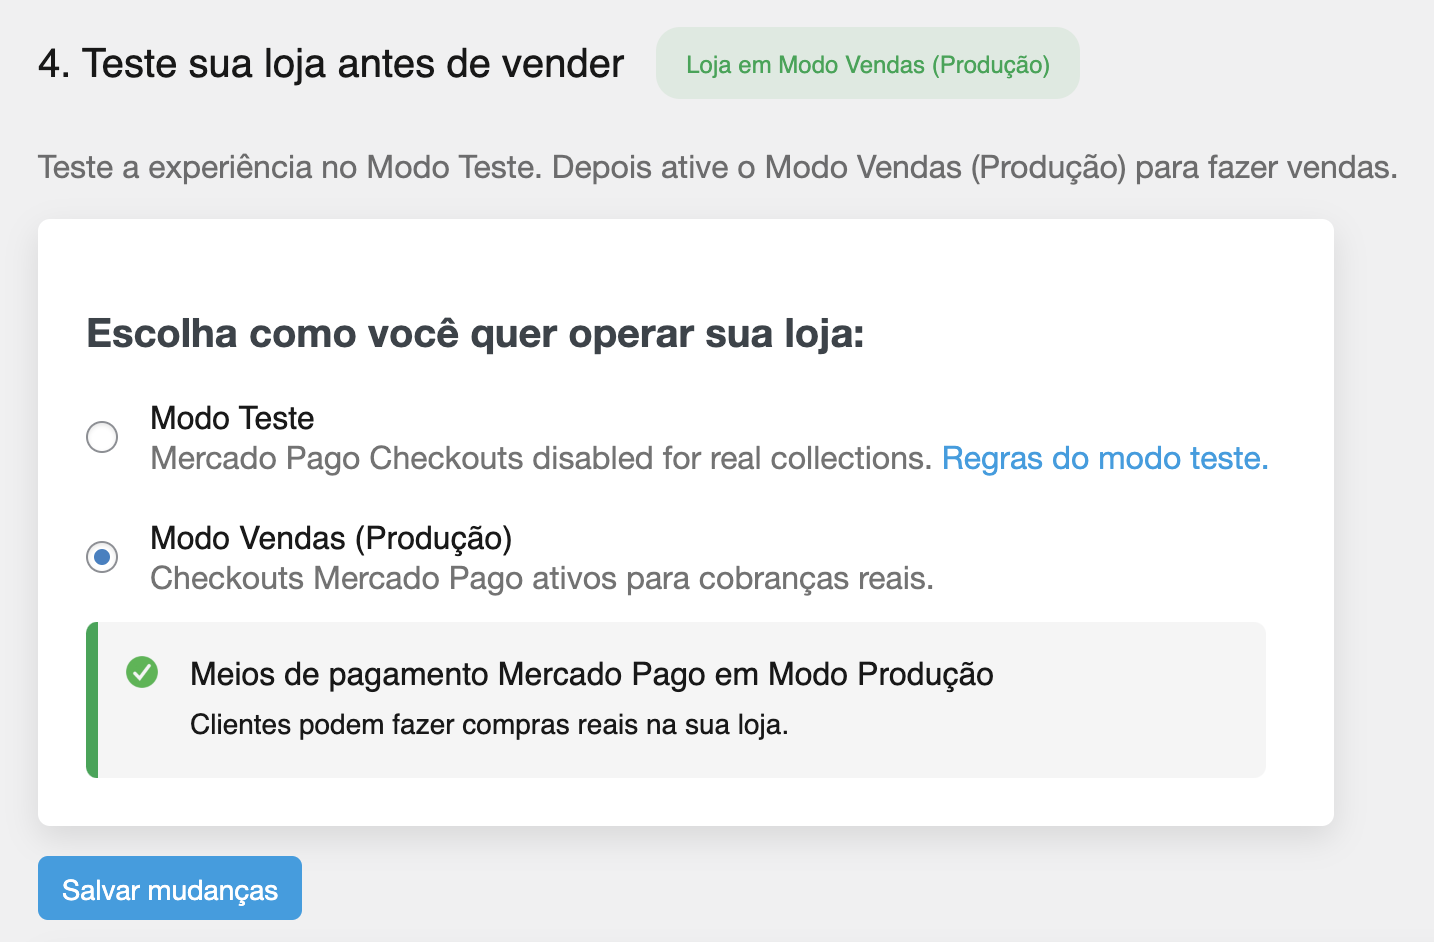 4. Teste sua loja antes de vender
Loja em Modo Vendas (Produção)
Teste a experiência no Modo Teste. Depois ative o Modo Vendas (Produção) para fazer vendas.
Escolha como você quer operar sua loja:
Modo Teste
Mercado Pago Checkouts disabled for real collections. Regras do modo teste.
Modo Vendas (Produção)
Checkouts Mercado Pago ativos para cobranças reais.
Meios de pagamento Mercado Pago em Modo Produção
Clientes podem fazer compras reais na sua loja.
Salvar mudanças